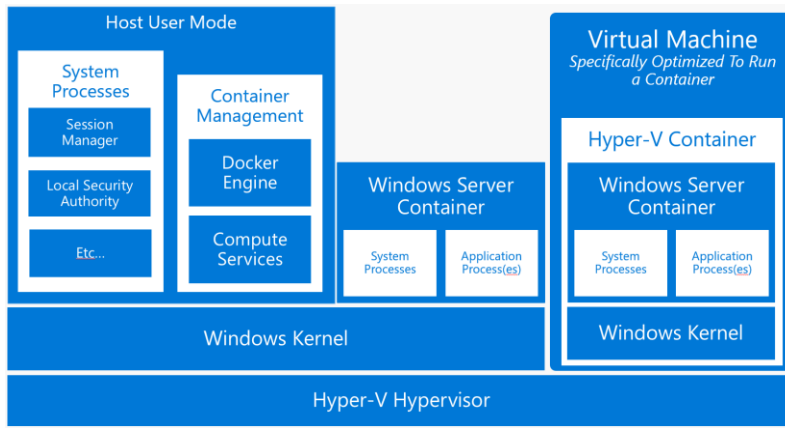 Host User Mode
System
Processes
Session
Manager
Local Security
Authority
Etc...
Container
Management
Docker
Engine
Compute
Services
Windows Server
Container
System
Processes
Application
Process(es)
Windows Kernel
Virtual Machine
Specifically Optimized To Run
a Container
Hyper-V Container
Windows Server
Container
System
Processes
Application
Process(es)
Windows Kernel
Hyper-V Hypervisor